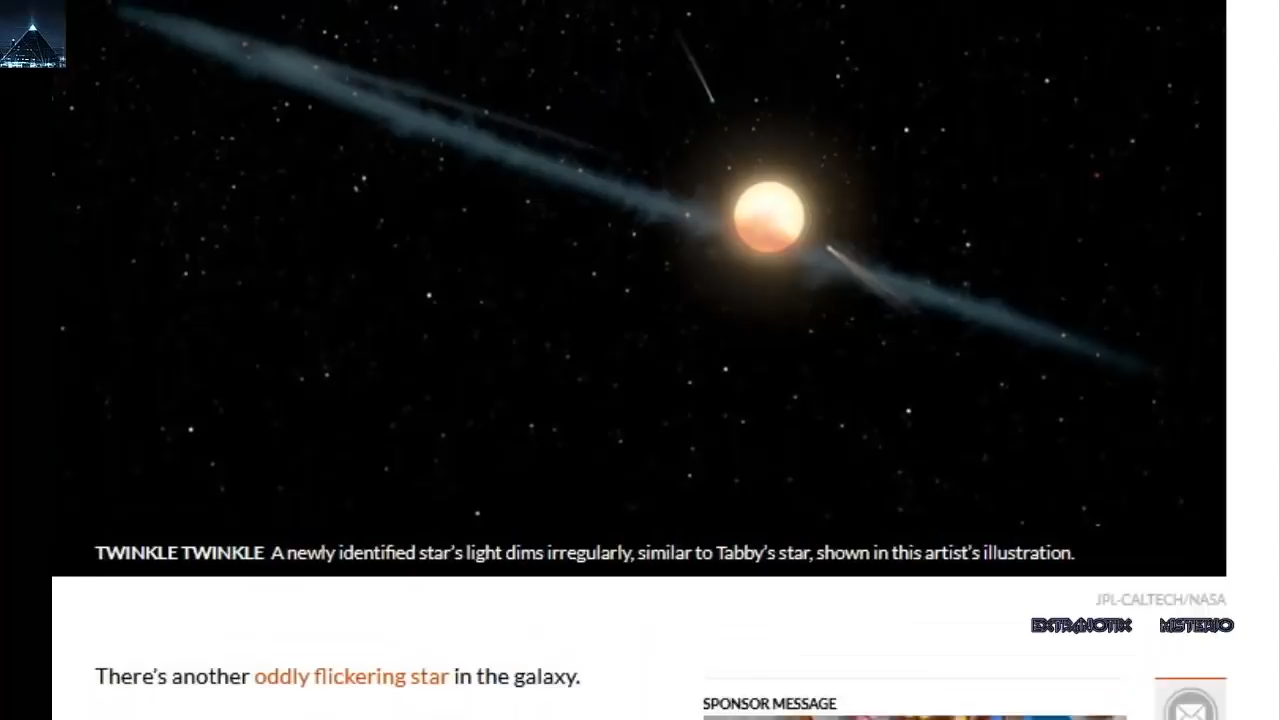 TWINKLE TWINKLE A newly identified star's light dims irregularly, similar to Tabby's star, shown in this artist's illustration.
JPL-CALTECH/NASA
EXTRANOTIX MISTERIO
There's another oddly flickering star in the galaxy.
SPONSOR MESSAGE